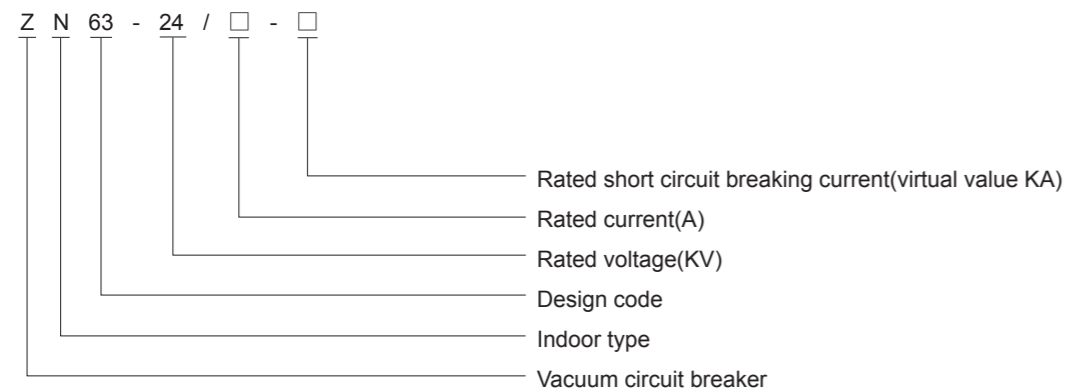 Z N 63 - 24 / □ - □
Rated short circuit breaking current(virtual value KA)
Rated current(A)
Rated voltage(KV)
Design code
Indoor type
Vacuum circuit breaker